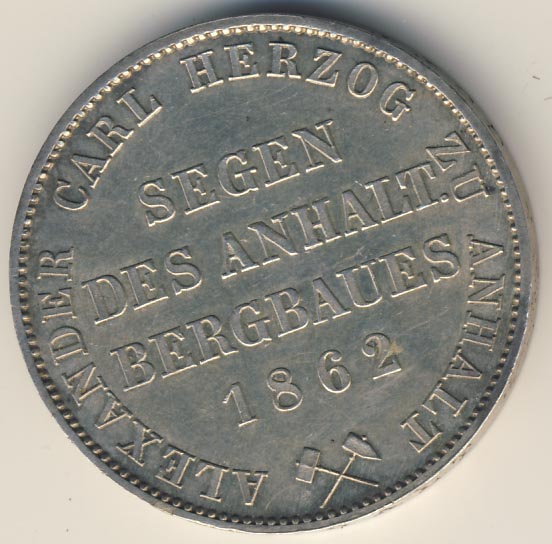 ALEXANDER CARL HERZOG ZU ANHALT
SEGEN
DES ANHALT.
BERGBAUES
1862